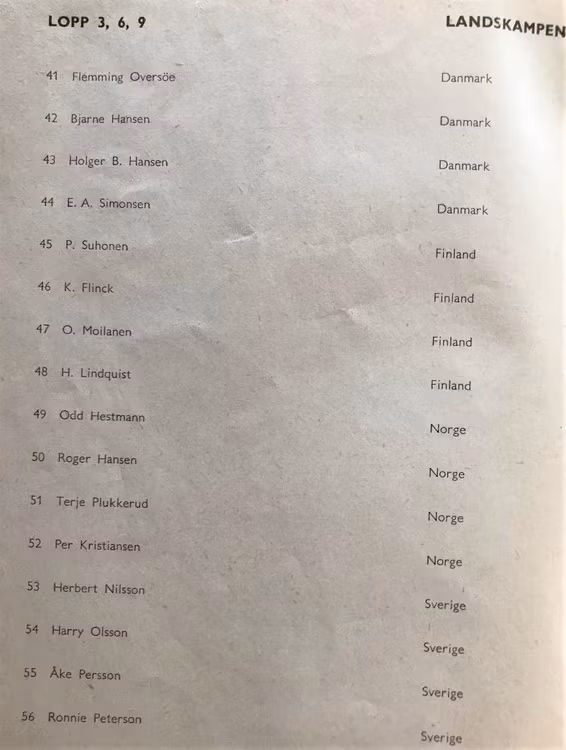 LOPP 3, 6, 9 LANDSKAMPEN
41 Flemming Oversöe Danmark
42 Bjarne Hansen Danmark
43 Holger B. Hansen Danmark
44 E. A. Simonsen Danmark
45 P. Suhonen Finland
46 K. Flinck Finland
47 O. Moilanen Finland
48 H. Lindquist Finland
49 Odd Hestmann Norge
50 Roger Hansen Norge
51 Terje Plukkerud Norge
52 Per Kristiansen Norge
53 Herbert Nilsson Sverige
54 Harry Olsson Sverige
55 Åke Persson Sverige
56 Ronnie Peterson Sverige